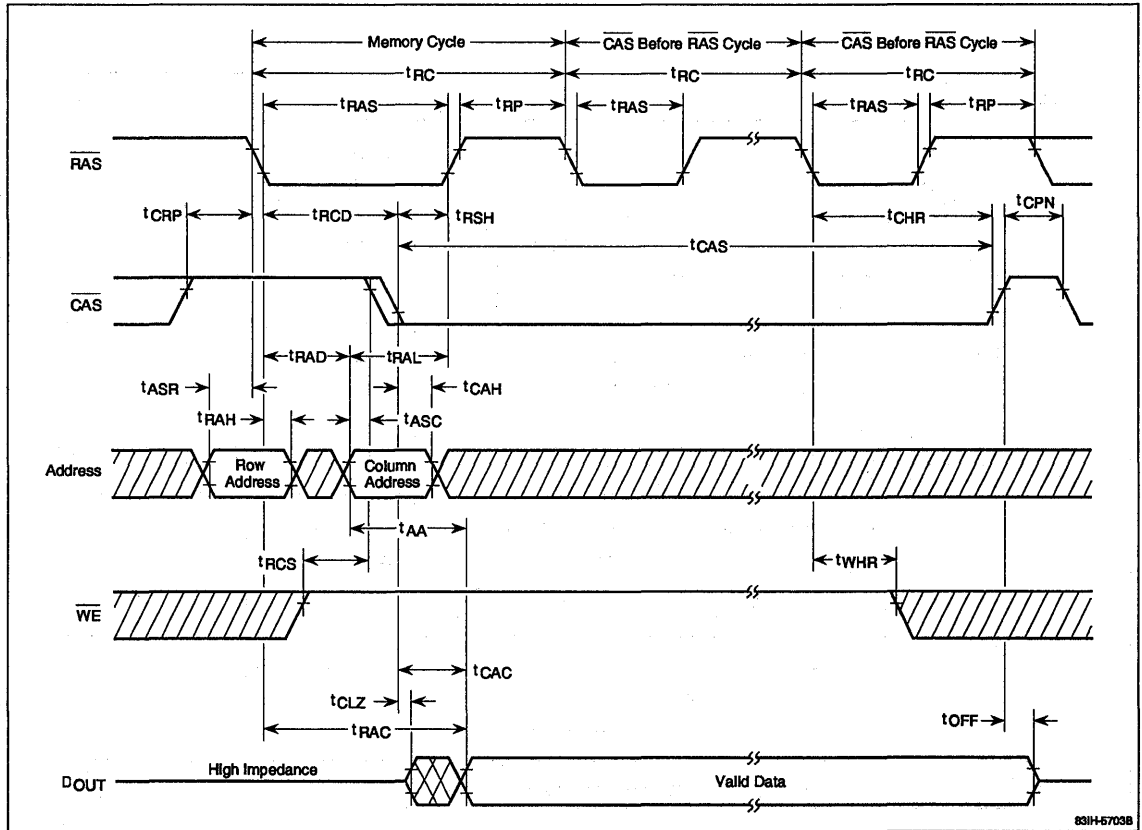 Memory Cycle
CAS Before RAS Cycle
CAS Before RAS Cycle
tRC
tRC
tRC
tRAS
tRP
tRAS
tRAS
tRP
RAS
tCRP
tRCD
tRSH
tCHR
tCPN
tCAS
CAS
tRAD
tRAL
tASR
tCAH
tRAH
tASC
Address
Row
Address
Column
Address
tAA
tRCS
tWHR
WE
tCAC
tCLZ
tRAC
tOFF
DOUT
High Impedance
Valid Data
83IH-5703B